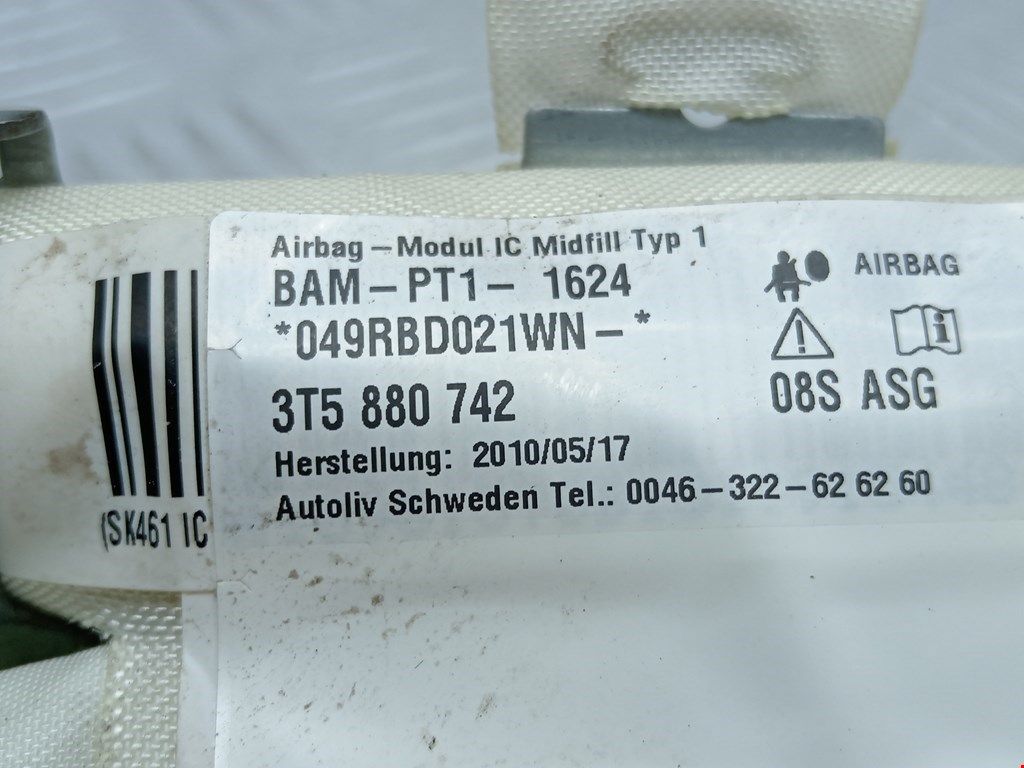 Airbag-Modul IC Midfill Typ 1
BAM-PT1- 1624
*049RBD021WN-*
3T5 880 742
Herstellung: 2010/05/17
Autoliv Schweden Tel.: 0046-322-62 62 60
AIRBAG
08S ASG
(SK461 IC